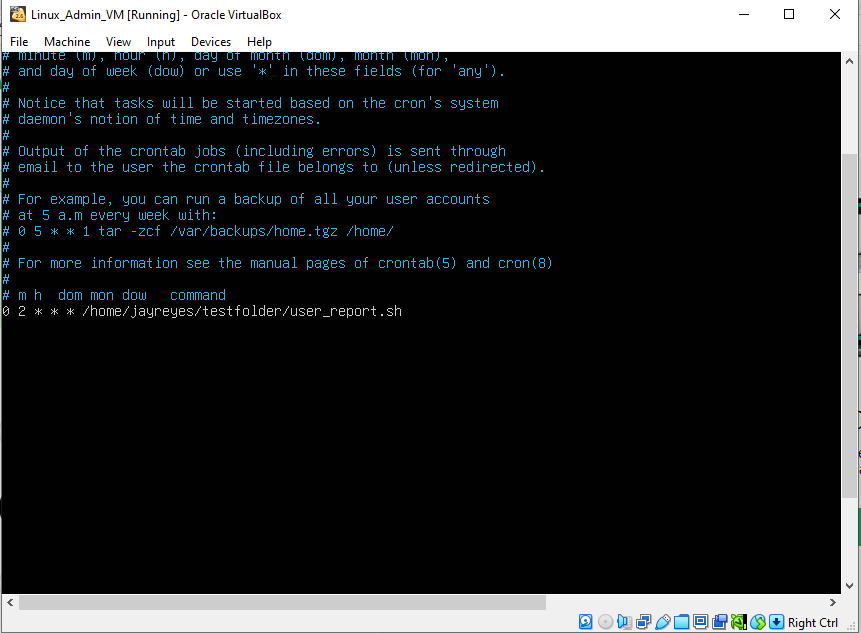 Linux_Admin_VM [Running] - Oracle VirtualBox
File Machine View Input Devices Help
# minute (m), hour (h), day of month (dom), month (mon),
# and day of week (dow) or use '*' in these fields (for 'any').
#
# Notice that tasks will be started based on the cron's system
# daemon's notion of time and timezones.
#
# Output of the crontab jobs (including errors) is sent through
# email to the user the crontab file belongs to (unless redirected).
#
# For example, you can run a backup of all your user accounts
# at 5 a.m every week with:
# 0 5 * * 1 tar -zcf /var/backups/home.tgz /home/
#
# For more information see the manual pages of crontab(5) and cron(8)
#
# m h  dom mon dow   command
0 2 * * * /home/jayreyes/testfolder/user_report.sh
Right Ctrl